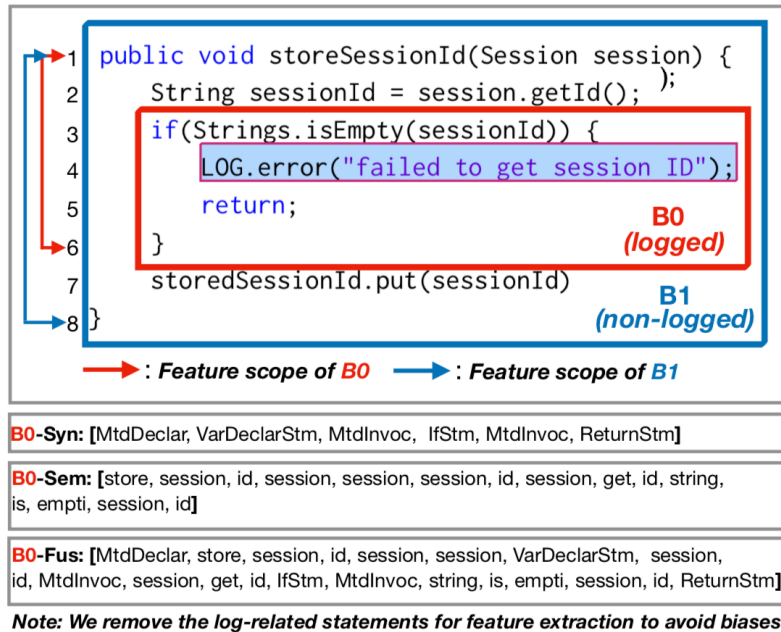 1 public void storeSessionId(Session session) {
2 String sessionId = session.getId(); );
3 if(Strings.isEmpty(sessionId)) {
4 LOG.error("failed to get session ID");
5 return;
6 }
7 storedSessionId.put(sessionId)
8 }
B0
(logged)
B1
(non-logged)
: Feature scope of B0 : Feature scope of B1
B0-Syn: [MtdDeclar, VarDeclarStm, MtdInvoc, IfStm, MtdInvoc, ReturnStm]
B0-Sem: [store, session, id, session, session, session, id, session, get, id, string,
is, empti, session, id]
B0-Fus: [MtdDeclar, store, session, id, session, session, VarDeclarStm, session,
id, MtdInvoc, session, get, id, IfStm, MtdInvoc, string, is, empti, session, id, ReturnStm]
Note: We remove the log-related statements for feature extraction to avoid biases